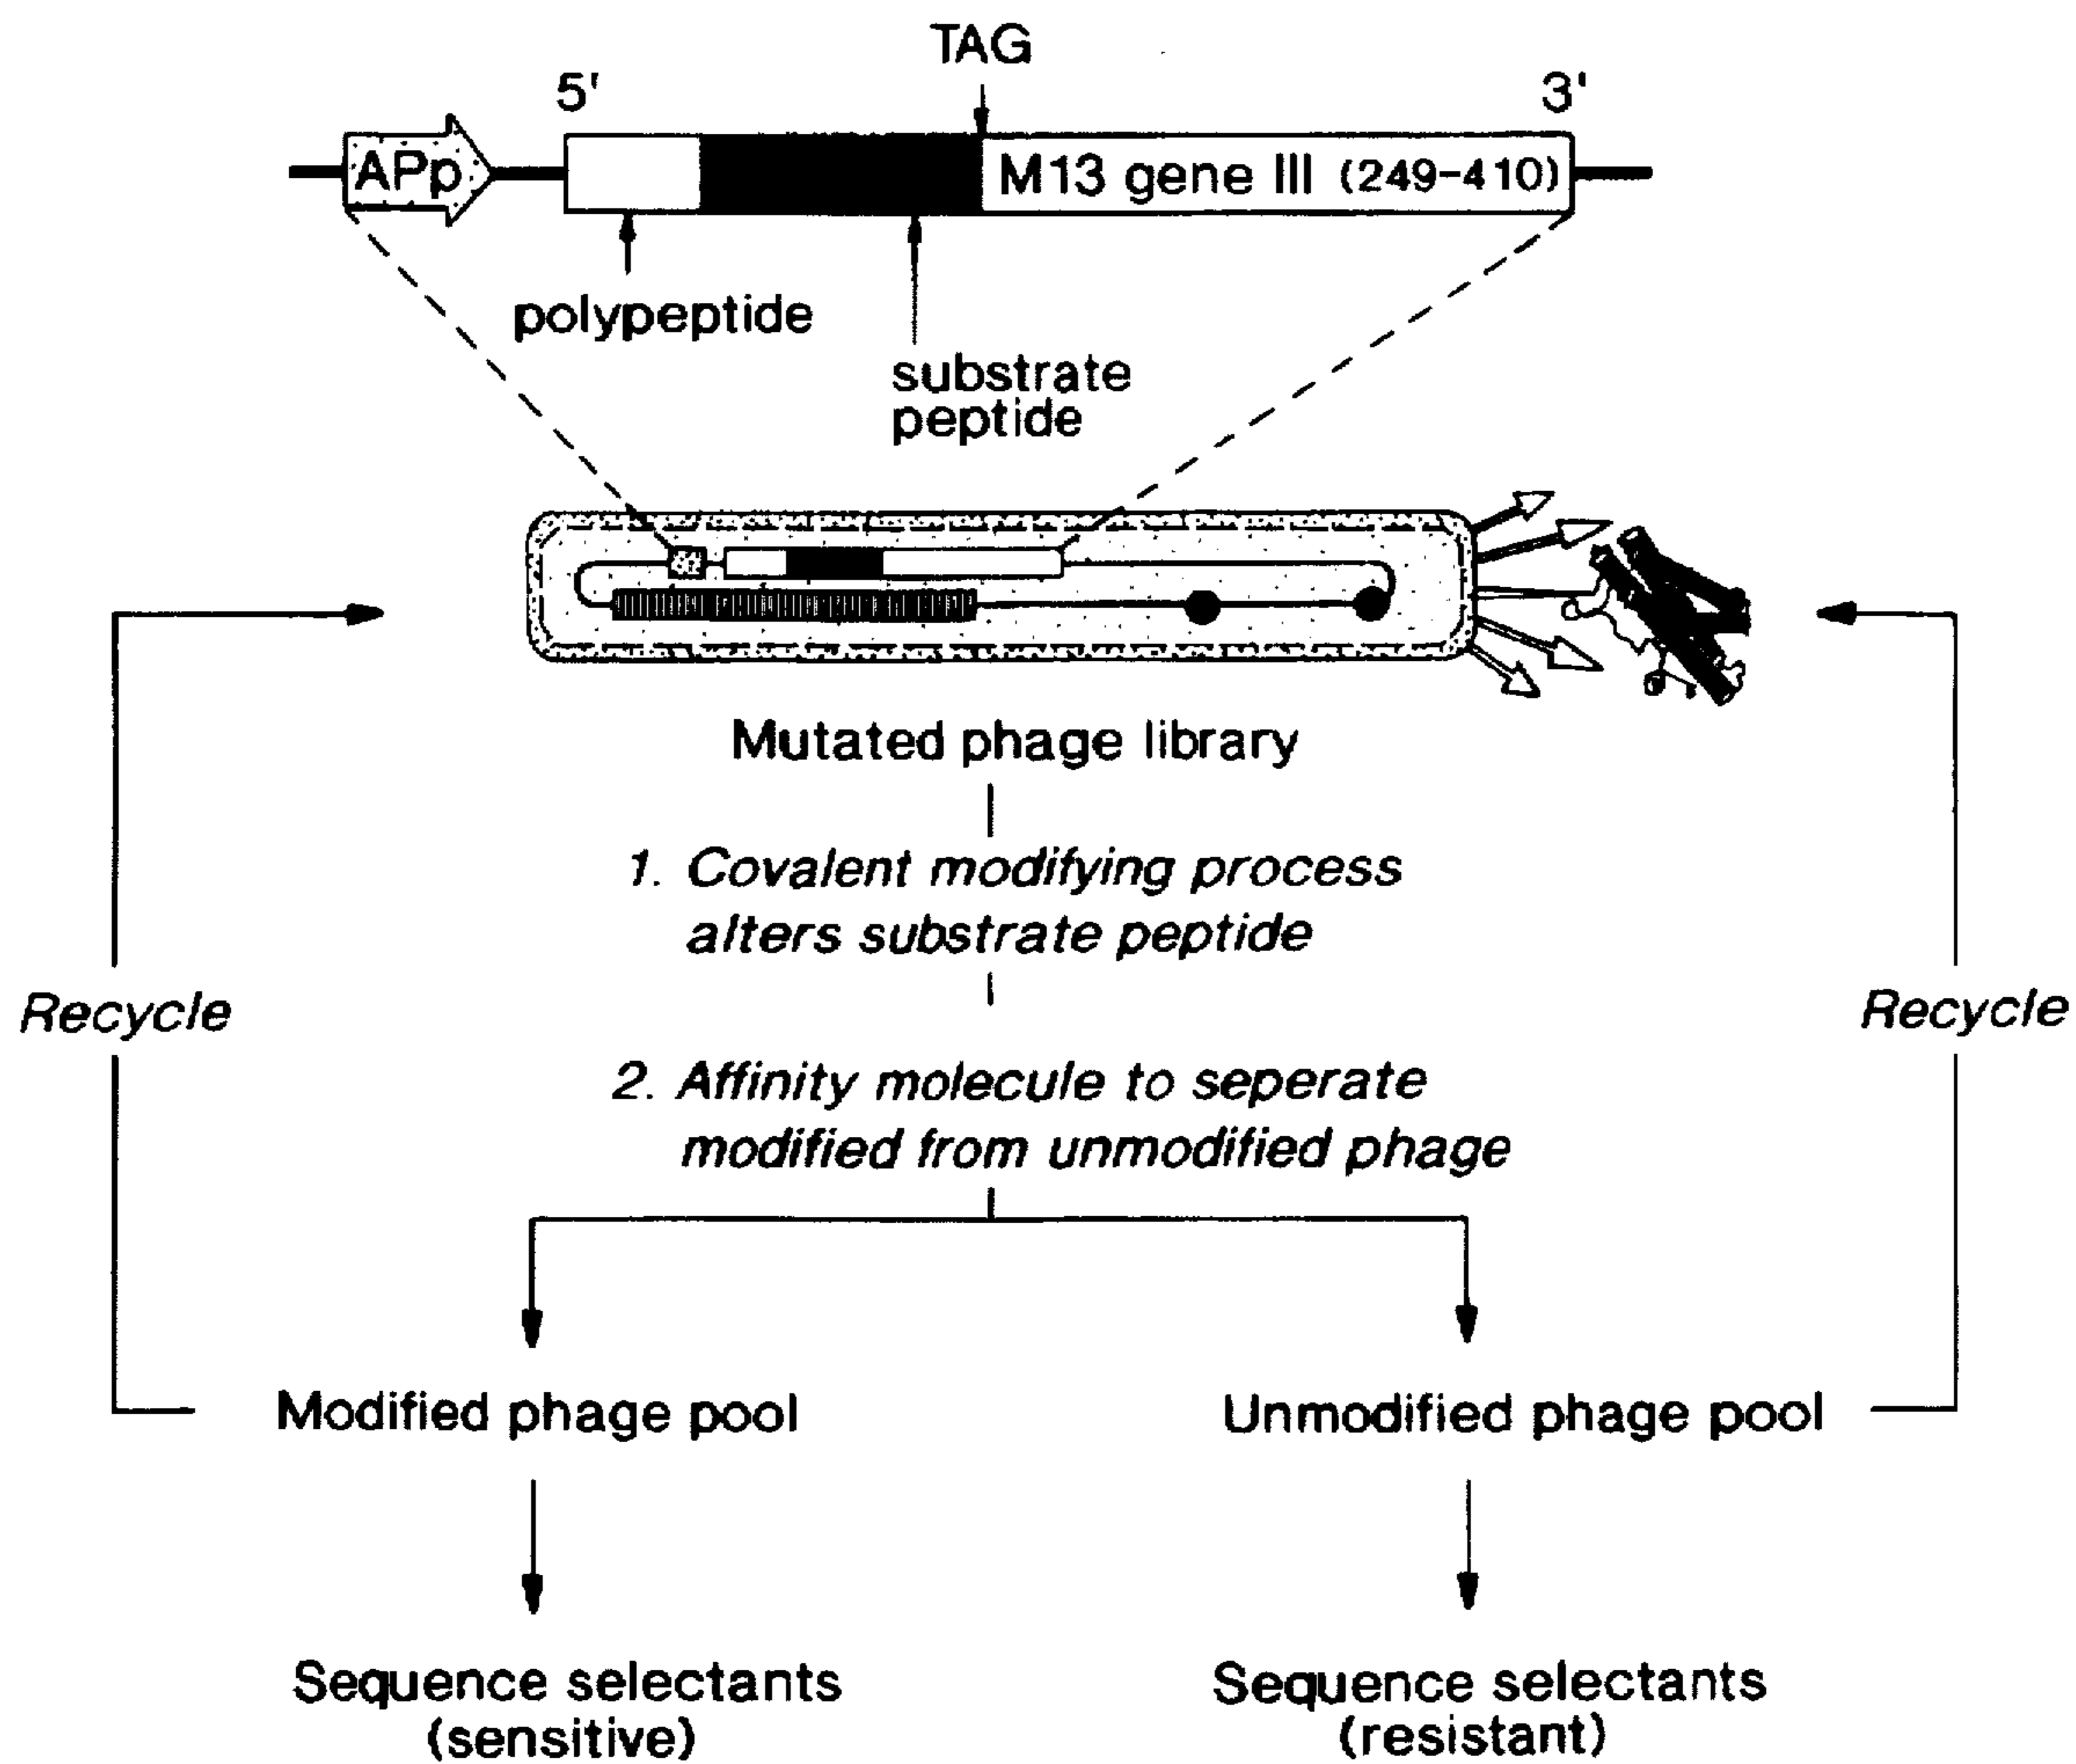 TAG
5'
3'
APp
M13 gene III (249-410)
polypeptide
substrate
peptide
Mutated phage library
1. Covalent modifying process
alters substrate peptide
Recycle
Recycle
2. Affinity molecule to seperate
modified from unmodified phage
Modified phage pool
Unmodified phage pool
Sequence selectants
(sensitive)
Sequence selectants
(resistant)